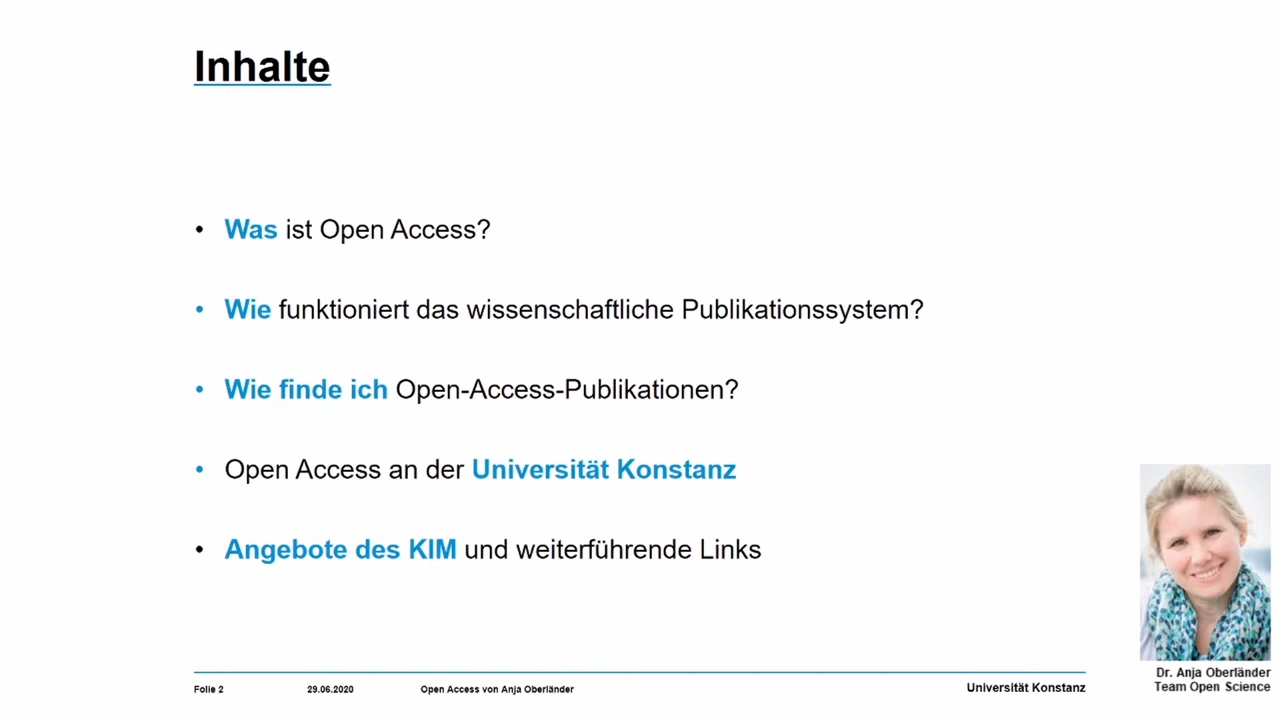 Inhalte
• Was ist Open Access?
• Wie funktioniert das wissenschaftliche Publikationssystem?
• Wie finde ich Open-Access-Publikationen?
• Open Access an der Universität Konstanz
• Angebote des KIM und weiterführende Links
Dr. Anja Oberländer
Team Open Science
Folie 2 29.06.2020 Open Access von Anja Oberländer Universität Konstanz